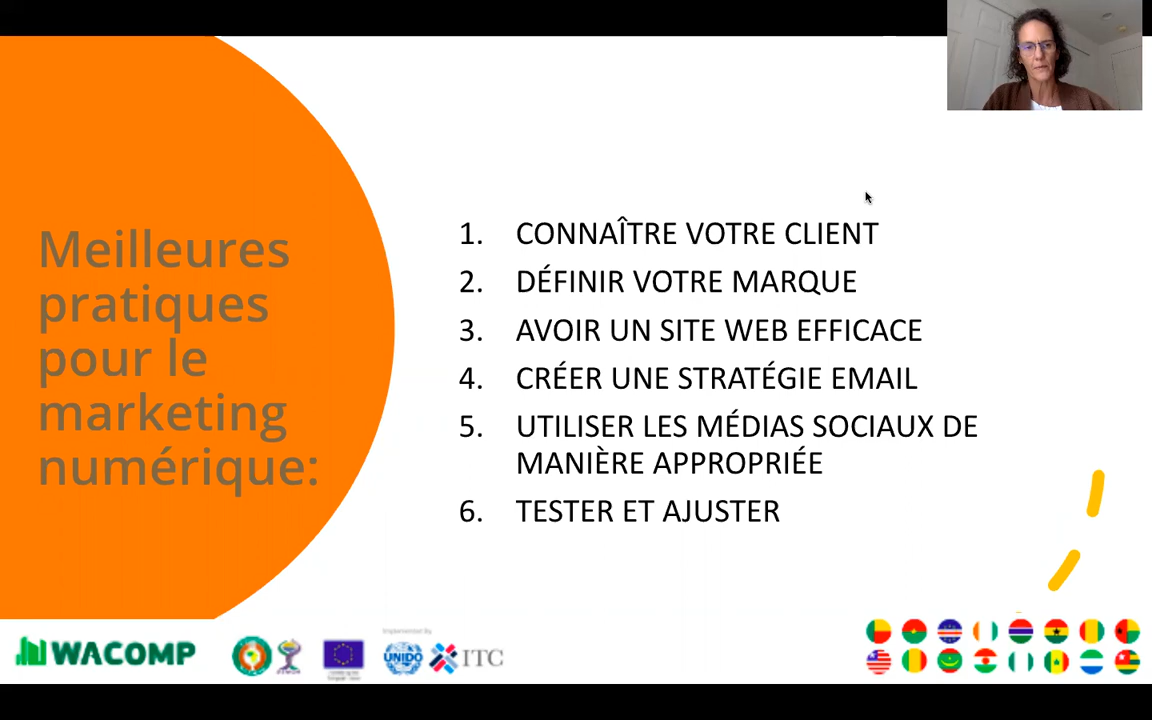 Meilleures
pratiques
pour le
marketing
numérique:
1. CONNAÎTRE VOTRE CLIENT
2. DÉFINIR VOTRE MARQUE
3. AVOIR UN SITE WEB EFFICACE
4. CRÉER UNE STRATÉGIE EMAIL
5. UTILISER LES MÉDIAS SOCIAUX DE
MANIÈRE APPROPRIÉE
6. TESTER ET AJUSTER
WACOMP
Implemented by
UNIDO
ITC